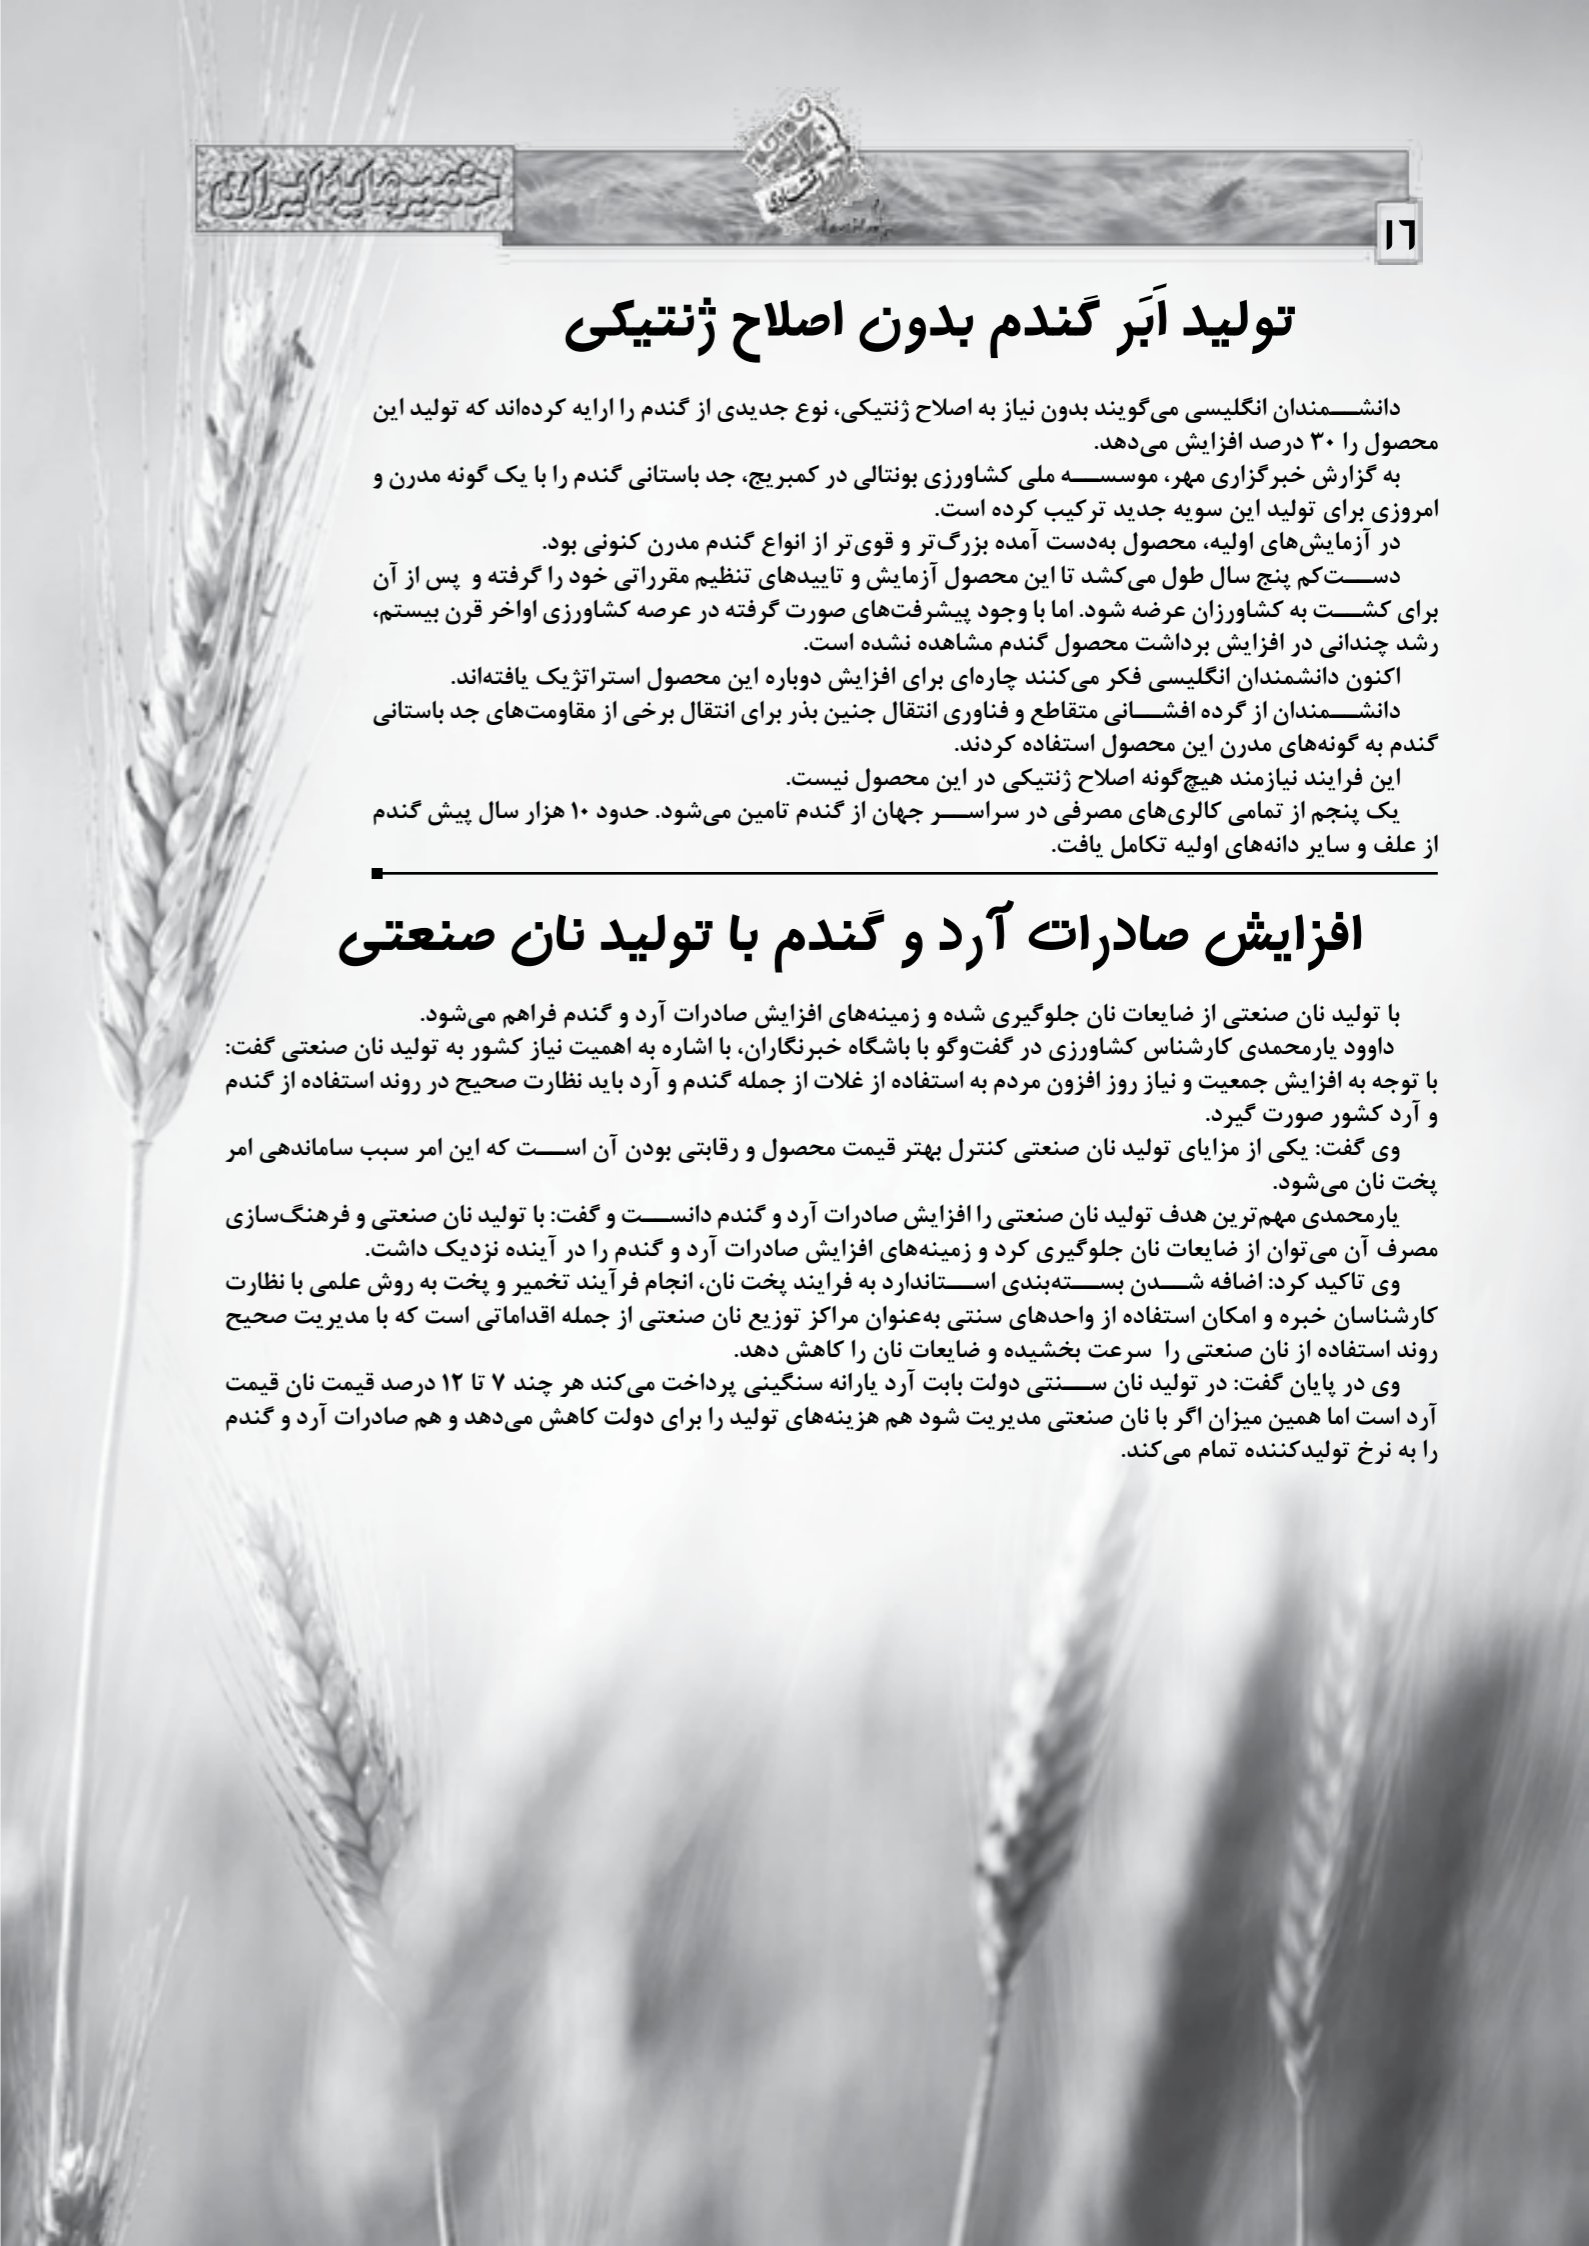 خمیرمایه ایران
اقتصادی
۱۶
تولید اَبَر گندم بدون اصلاح ژنتیکی
دانشمندان انگلیسی می‌گویند بدون نیاز به اصلاح ژنتیکی، نوع جدیدی از گندم را ارایه کرده‌اند که تولید این
محصول را ۳۰ درصد افزایش می‌دهد.
به گزارش خبرگزاری مهر، موسسه ملی کشاورزی بوتنالی در کمبریج، جد باستانی گندم را با یک گونه مدرن و
امروزی برای تولید این سویه جدید ترکیب کرده است.
در آزمایش‌های اولیه، محصول به‌دست آمده بزرگ‌تر و قوی‌تر از انواع گندم مدرن کنونی بود.
دست‌کم پنج سال طول می‌کشد تا این محصول آزمایش و تاییدهای تنظیم مقرراتی خود را گرفته و پس از آن
برای کشت به کشاورزان عرضه شود. اما با وجود پیشرفت‌های صورت گرفته در عرصه کشاورزی اواخر قرن بیستم،
رشد چندانی در افزایش برداشت محصول گندم مشاهده نشده است.
اکنون دانشمندان انگلیسی فکر می‌کنند چاره‌ای برای افزایش دوباره این محصول استراتژیک یافته‌اند.
دانشمندان از گرده افشانی متقاطع و فناوری انتقال جنین بذر برای انتقال برخی از مقاومت‌های جد باستانی
گندم به گونه‌های مدرن این محصول استفاده کردند.
این فرایند نیازمند هیچ‌گونه اصلاح ژنتیکی در این محصول نیست.
یک پنجم از تمامی کالری‌های مصرفی در سراسر جهان از گندم تامین می‌شود. حدود ۱۰ هزار سال پیش گندم
از علف و سایر دانه‌های اولیه تکامل یافت.
افزایش صادرات آرد و گندم با تولید نان صنعتی
با تولید نان صنعتی از ضایعات نان جلوگیری شده و زمینه‌های افزایش صادرات آرد و گندم فراهم می‌شود.
داوود یارمحمدی کارشناس کشاورزی در گفت‌وگو با باشگاه خبرنگاران، با اشاره به اهمیت نیاز کشور به تولید نان صنعتی گفت:
با توجه به افزایش جمعیت و نیاز روز افزون مردم به استفاده از غلات از جمله گندم و آرد باید نظارت صحیح در روند استفاده از گندم
و آرد کشور صورت گیرد.
وی گفت: یکی از مزایای تولید نان صنعتی کنترل بهتر قیمت محصول و رقابتی بودن آن است که این امر سبب ساماندهی امر
پخت نان می‌شود.
یارمحمدی مهم‌ترین هدف تولید نان صنعتی را افزایش صادرات آرد و گندم دانست و گفت: با تولید نان صنعتی و فرهنگ‌سازی
مصرف آن می‌توان از ضایعات نان جلوگیری کرد و زمینه‌های افزایش صادرات آرد و گندم را در آینده نزدیک داشت.
وی تاکید کرد: اضافه شدن بسته‌بندی استاندارد به فرایند پخت نان، انجام فرآیند تخمیر و پخت به روش علمی با نظارت
کارشناسان خبره و امکان استفاده از واحدهای سنتی به‌عنوان مراکز توزیع نان صنعتی از جمله اقداماتی است که با مدیریت صحیح
روند استفاده از نان صنعتی را سرعت بخشیده و ضایعات نان را کاهش دهد.
وی در پایان گفت: در تولید نان سنتی دولت بابت آرد یارانه سنگینی پرداخت می‌کند هر چند ۷ تا ۱۲ درصد قیمت نان قیمت
آرد است اما همین میزان اگر با نان صنعتی مدیریت شود هم هزینه‌های تولید را برای دولت کاهش می‌دهد و هم صادرات آرد و گندم
را به نرخ تولیدکننده تمام می‌کند.